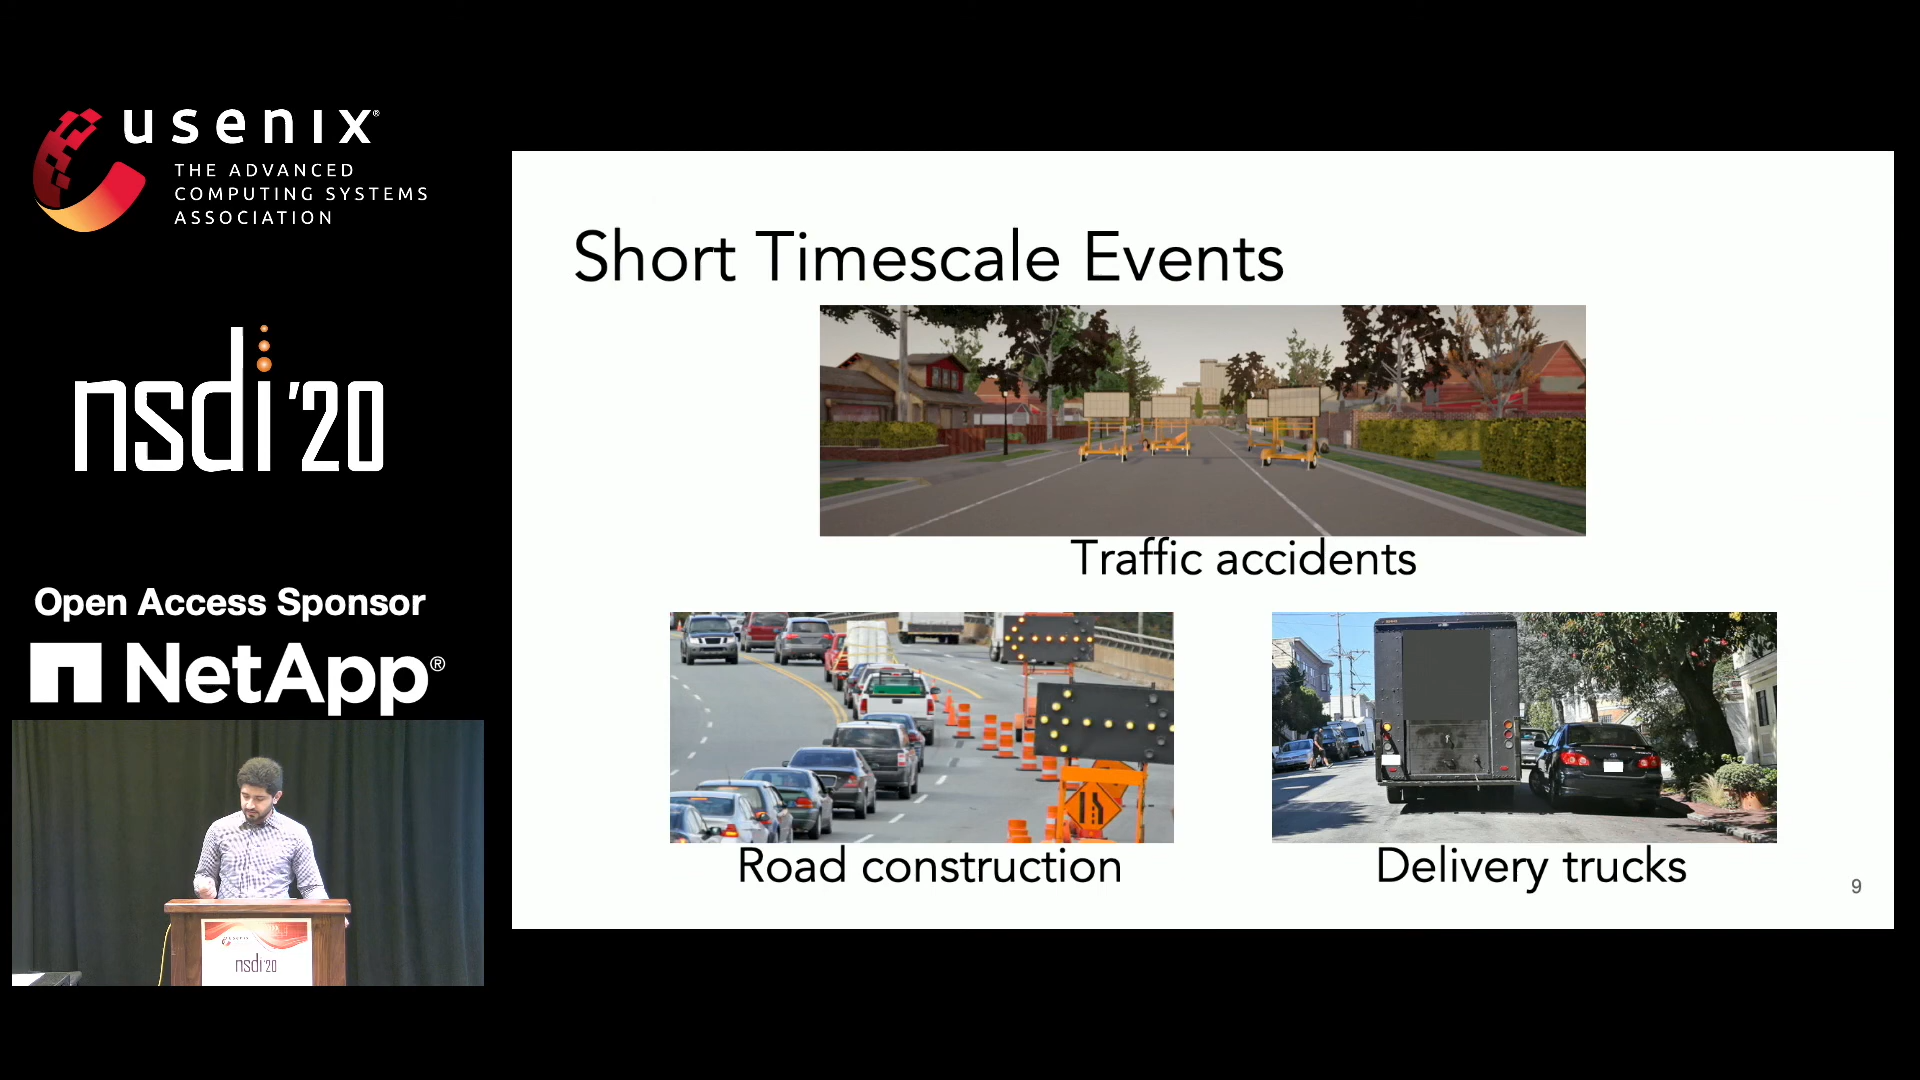 usenix®
THE ADVANCED
COMPUTING SYSTEMS
ASSOCIATION
nsdi '20
Open Access Sponsor
NetApp®
usenix
nsdi '20
Short Timescale Events
Traffic accidents
Road construction
Delivery trucks
9